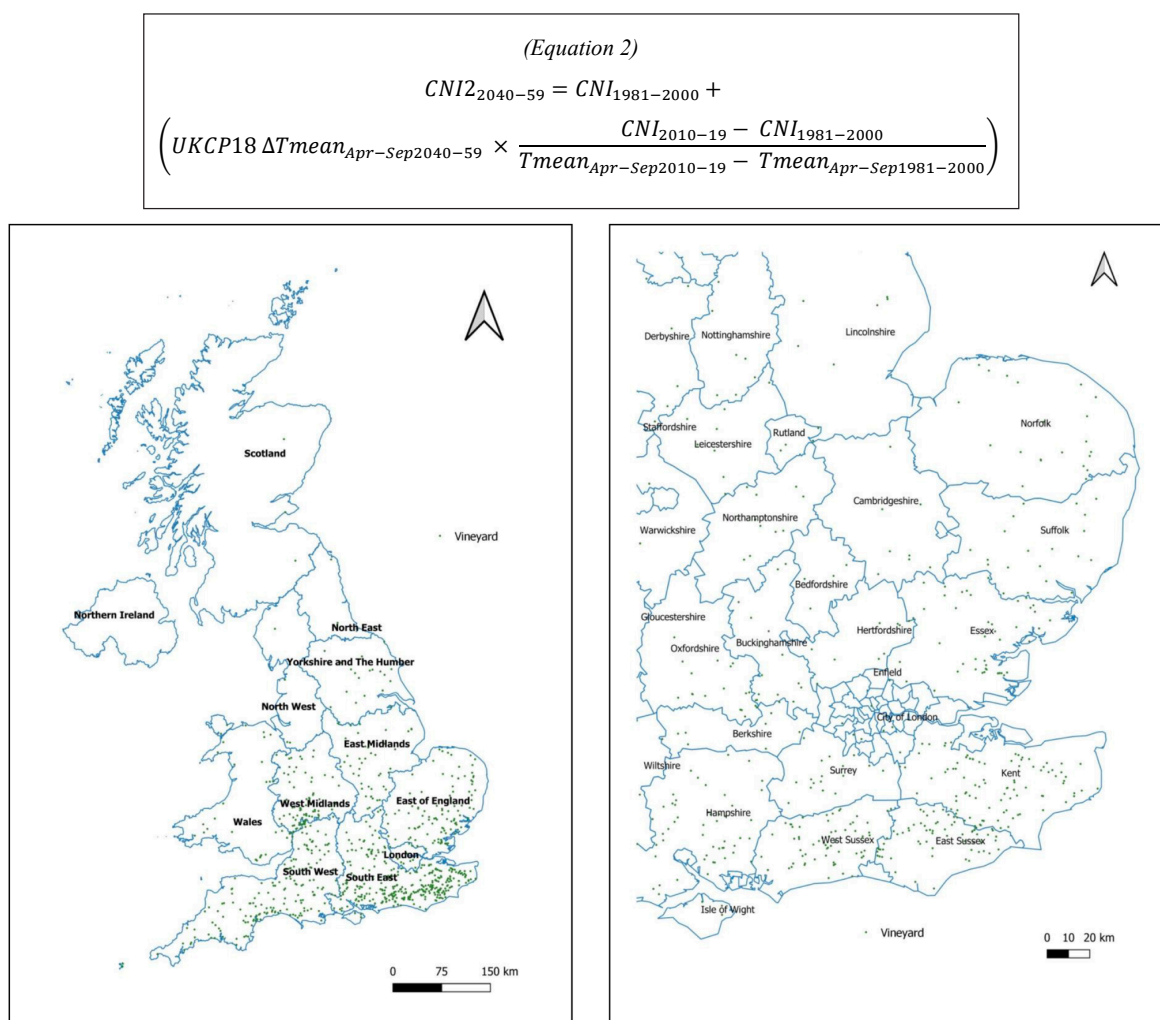 (Equation 2)
CNI2₂₀₄₀₋₅₉ = CNI₁₉₈₁₋₂₀₀₀ +
(UKCP18 ΔTmean_Apr−Sep2040−59 × (CNI₂₀₁₀₋₁₉ − CNI₁₉₈₁₋₂₀₀₀) / (Tmean_Apr−Sep2010−19 − Tmean_Apr−Sep1981−2000))
Scotland
Vineyard
Northern Ireland
North East
Yorkshire and The Humber
North West
East Midlands
West Midlands
East of England
Wales
London
South West
South East
0 75 150 km
Derbyshire
Nottinghamshire
Lincolnshire
Staffordshire
Leicestershire
Rutland
Norfolk
Warwickshire
Northamptonshire
Cambridgeshire
Suffolk
Bedfordshire
Gloucestershire
Oxfordshire
Buckinghamshire
Hertfordshire
Essex
Enfield
City of London
Berkshire
Wiltshire
Surrey
Kent
Hampshire
West Sussex
East Sussex
Isle of Wight
Vineyard
0 10 20 km